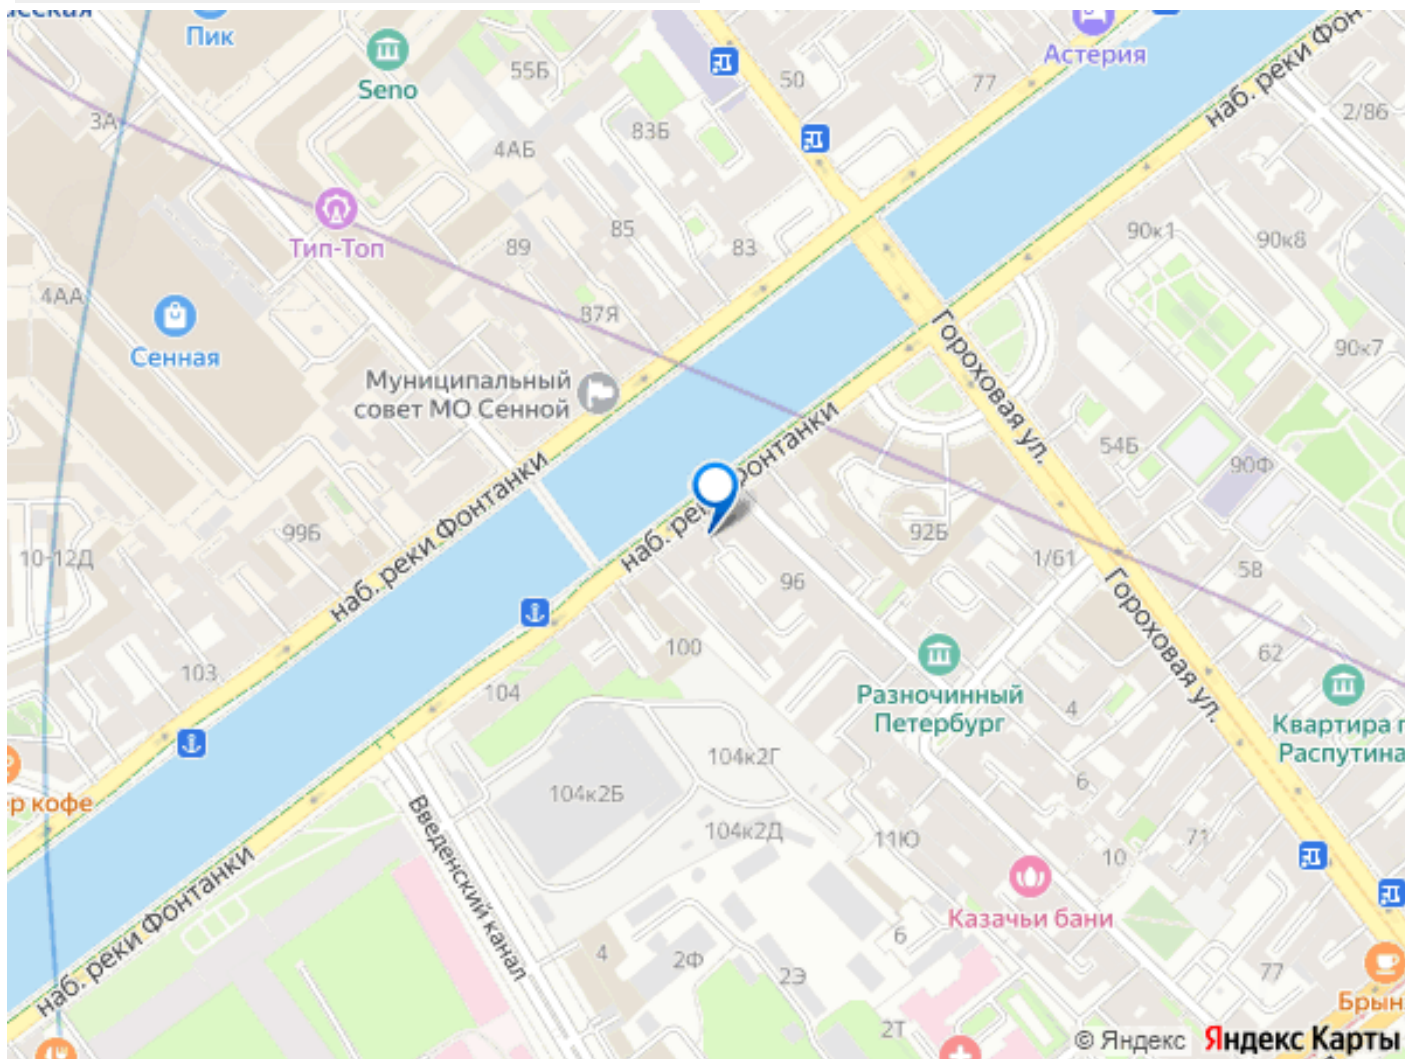 Пик
Астерия
Seno
55Б
50
77
наб. реки Фон
2/86
3А
4АБ
83Б
Тип-Топ
89
85
83
90к1
90к8
4АА
87Я
Сенная
90к7
Муниципальный
совет МО Сенной
Гороховая ул.
54Б
90Ф
наб. реки Фонтанки
99Б
92Б
10-12Д
1/61
58
96
Гороховая ул.
103
100
62
104
Разночинный
Петербург
4
Квартира г
Распутина
104к2Г
104к2Б
6
р кофе
104к2Д
11Ю
71
10
Введенский канал
Казачьи бани
наб. реки Фонтанки
4
2Ф
6
2Э
77
Брын
2Т
© Яндекс
Яндекс Карты